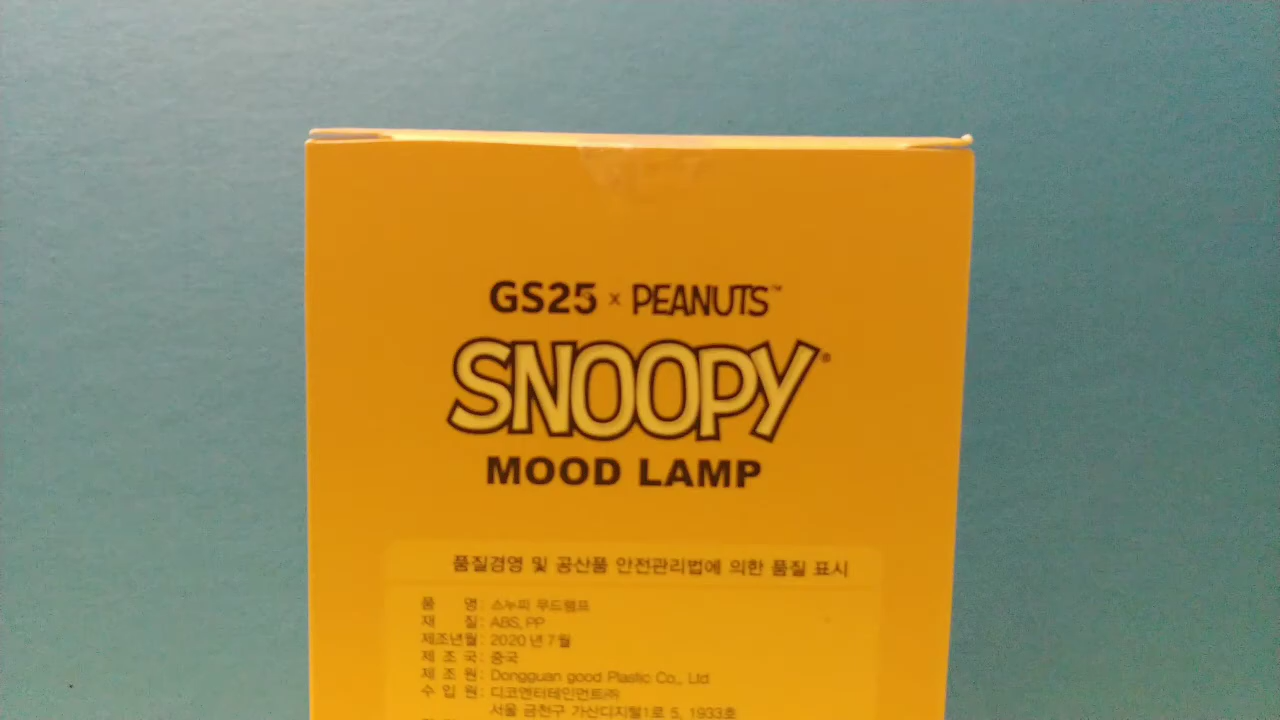 GS25 × PEANUTS™
SNOOPY®
MOOD LAMP
품질경영 및 공산품 안전관리법에 의한 품질 표시
품 명: 스누피 무드램프
재 질: ABS, PP
제조년월: 2020년 7월
제 조 국: 중국
제 조 원: Dongguan good Plastic Co., Ltd
수 입 원: 디코엔터테인먼트㈜
서울 금천구 가산디지털1로 5, 1933호